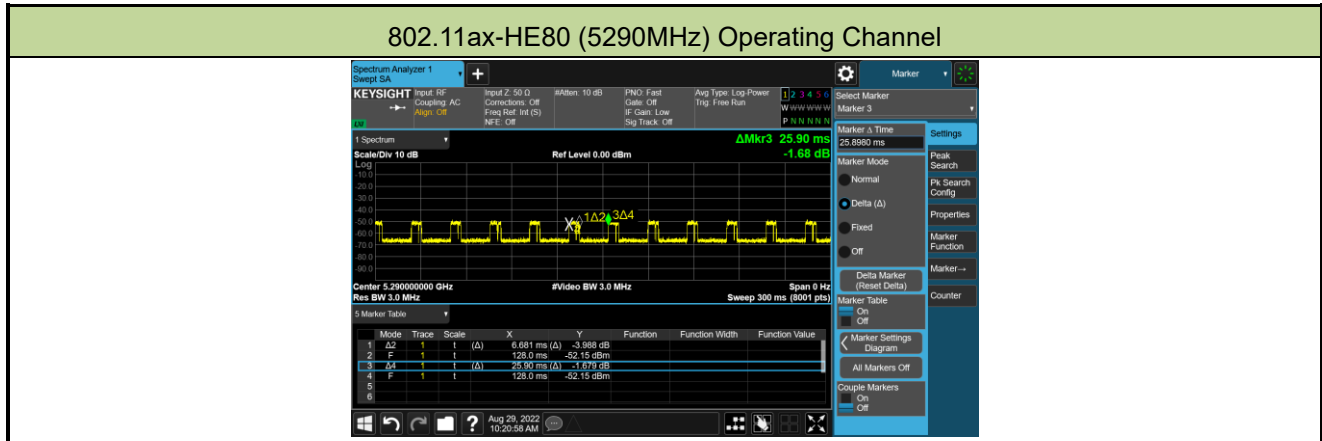 802.11ax-HE80 (5290MHz) Operating Channel
Spectrum Analyzer 1
Swept SA
+
Marker
KEYSIGHT Input: RF
Coupling: AC
Align: Off
Input Z: 50 Ω
Corrections: Off
Freq Ref: Int (S)
NFE: Off
#Atten: 10 dB
PNO: Fast
Gate: Off
IF Gain: Low
Sig Track: Off
Avg Type: Log-Power
Trig: Free Run
1 2 3 4 5 6
W W W W W W
P N N N N N
Select Marker
Marker 3
LXI
1 Spectrum
ΔMkr3 25.90 ms
-1.68 dB
Scale/Div 10 dB
Ref Level 0.00 dBm
Log
-10.0
-20.0
-30.0
-40.0
-50.0
-60.0
-70.0
-80.0
-90.0
X
1Δ2
3Δ4
Center 5.290000000 GHz
#Video BW 3.0 MHz
Span 0 Hz
Res BW 3.0 MHz
Sweep 300 ms (8001 pts)
5 Marker Table
Mode Trace Scale X Y Function Function Width Function Value
1 Δ2 1 t (Δ) 6.681 ms (Δ) -3.988 dB
2 F 1 t 128.0 ms -52.15 dBm
3 Δ4 1 t (Δ) 25.90 ms (Δ) -1.679 dB
4 F 1 t 128.0 ms -52.15 dBm
5
6
Marker Δ Time
25.8980 ms
Marker Mode
Normal
Delta (Δ)
Fixed
Off
Delta Marker
(Reset Delta)
Marker Table
On
Off
Marker Settings
Diagram
All Markers Off
Couple Markers
On
Off
Settings
Peak
Search
Pk Search
Config
Properties
Marker
Function
Marker→
Counter
?
Aug 29, 2022
10:20:58 AM